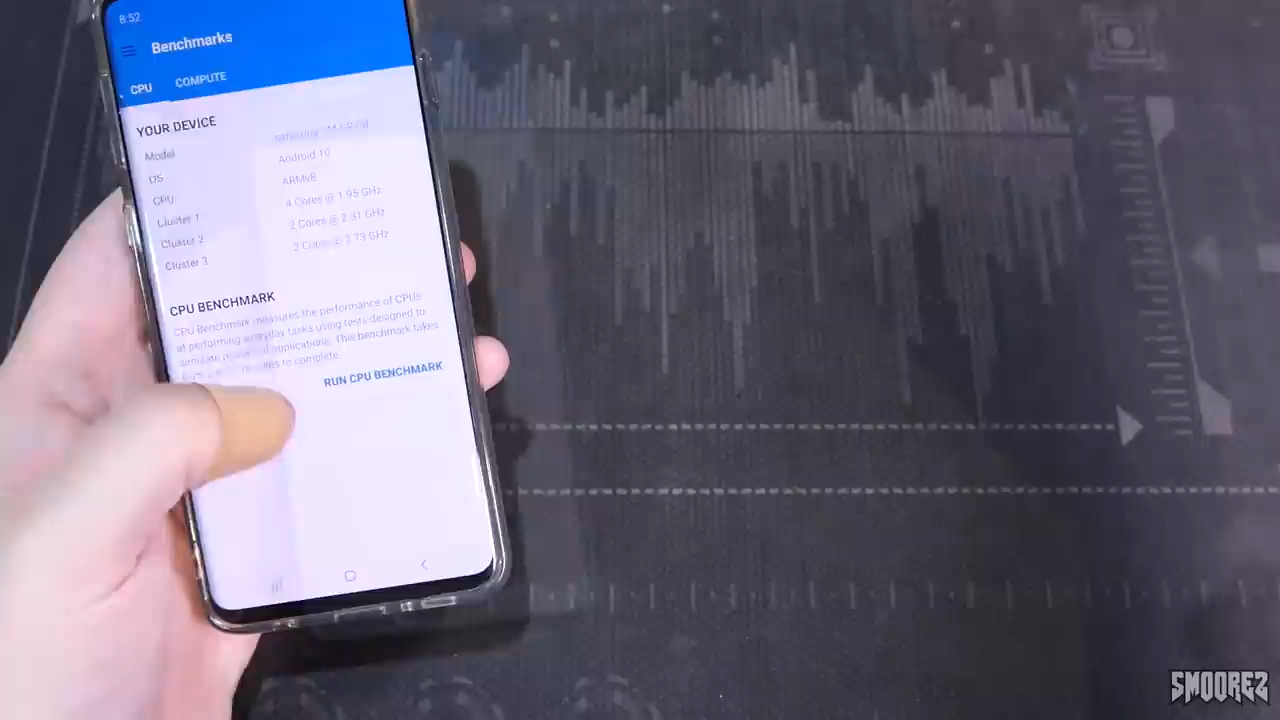 8:52
Benchmarks
CPU COMPUTE
YOUR DEVICE
Model samsung
OS Android 10
CPU ARMv8
Cluster 1 4 Cores @ 1.95 GHz
Cluster 2 2 Cores @ 2.31 GHz
Cluster 3 2 Cores @ 2.73 GHz
CPU BENCHMARK
CPU Benchmark measures the performance of CPUs
at performing everyday tasks using tests designed to
simulate applications. This benchmark takes
minutes to complete.
RUN CPU BENCHMARK
SMOOREZ